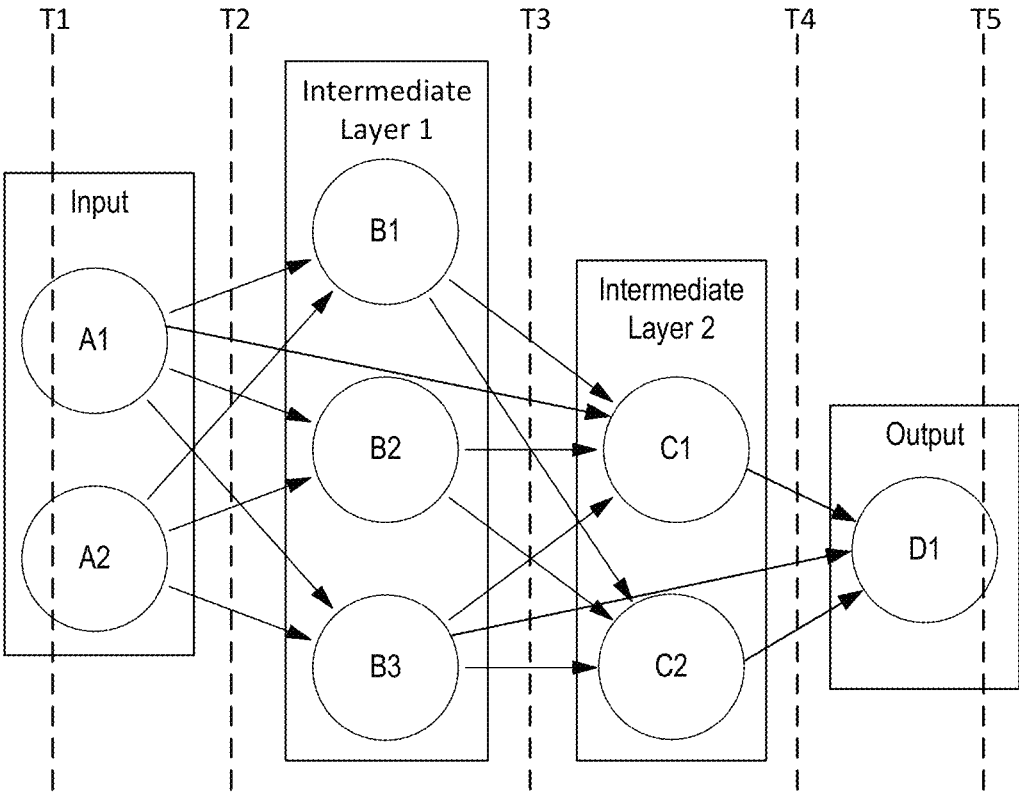 T1 T2 T3 T4 T5
Intermediate
Layer 1
Input
B1
A1
Intermediate
Layer 2
B2
C1
Output
A2
D1
B3
C2